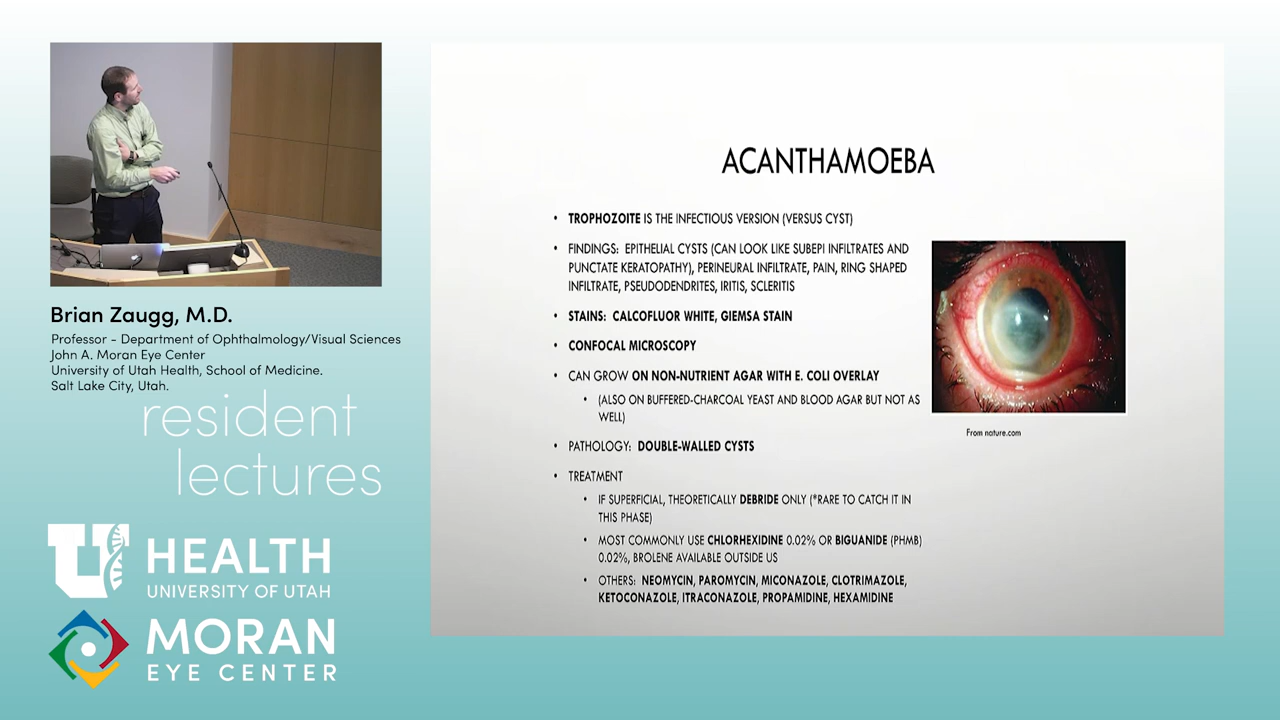 Brian Zaugg, M.D.
Professor - Department of Ophthalmology/Visual Sciences
John A. Moran Eye Center
University of Utah Health, School of Medicine.
Salt Lake City, Utah.
resident
lectures
U HEALTH
UNIVERSITY OF UTAH
MORAN
EYE CENTER
ACANTHAMOEBA
• TROPHOZOITE IS THE INFECTIOUS VERSION (VERSUS CYST)
• FINDINGS: EPITHELIAL CYSTS (CAN LOOK LIKE SUBEPI INFILTRATES AND
PUNCTATE KERATOPATHY), PERINEURAL INFILTRATE, PAIN, RING SHAPED
INFILTRATE, PSEUDODENDRITES, IRITIS, SCLERITIS
• STAINS: CALCOFLUOR WHITE, GIEMSA STAIN
• CONFOCAL MICROSCOPY
• CAN GROW ON NON-NUTRIENT AGAR WITH E. COLI OVERLAY
• (ALSO ON BUFFERED-CHARCOAL YEAST AND BLOOD AGAR BUT NOT AS
WELL)
• PATHOLOGY: DOUBLE-WALLED CYSTS
• TREATMENT
• IF SUPERFICIAL, THEORETICALLY DEBRIDE ONLY (*RARE TO CATCH IT IN
THIS PHASE)
• MOST COMMONLY USE CHLORHEXIDINE 0.02% OR BIGUANIDE (PHMB)
0.02%, BROLENE AVAILABLE OUTSIDE US
• OTHERS: NEOMYCIN, PAROMYCIN, MICONAZOLE, CLOTRIMAZOLE,
KETOCONAZOLE, ITRACONAZOLE, PROPAMIDINE, HEXAMIDINE
From nature.com